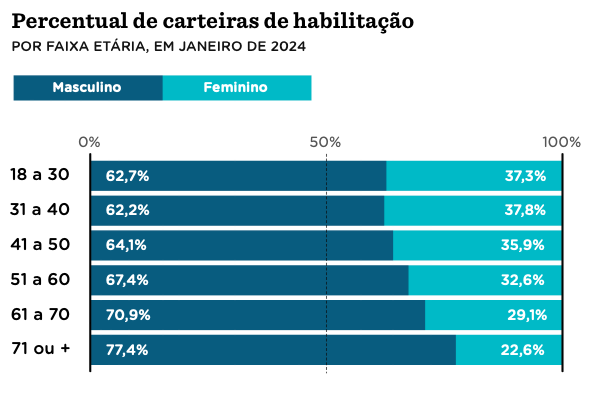 Percentual de carteiras de habilitação
POR FAIXA ETÁRIA, EM JANEIRO DE 2024
Masculino Feminino
0% 50% 100%
18 a 30 62,7% 37,3%
31 a 40 62,2% 37,8%
41 a 50 64,1% 35,9%
51 a 60 67,4% 32,6%
61 a 70 70,9% 29,1%
71 ou + 77,4% 22,6%